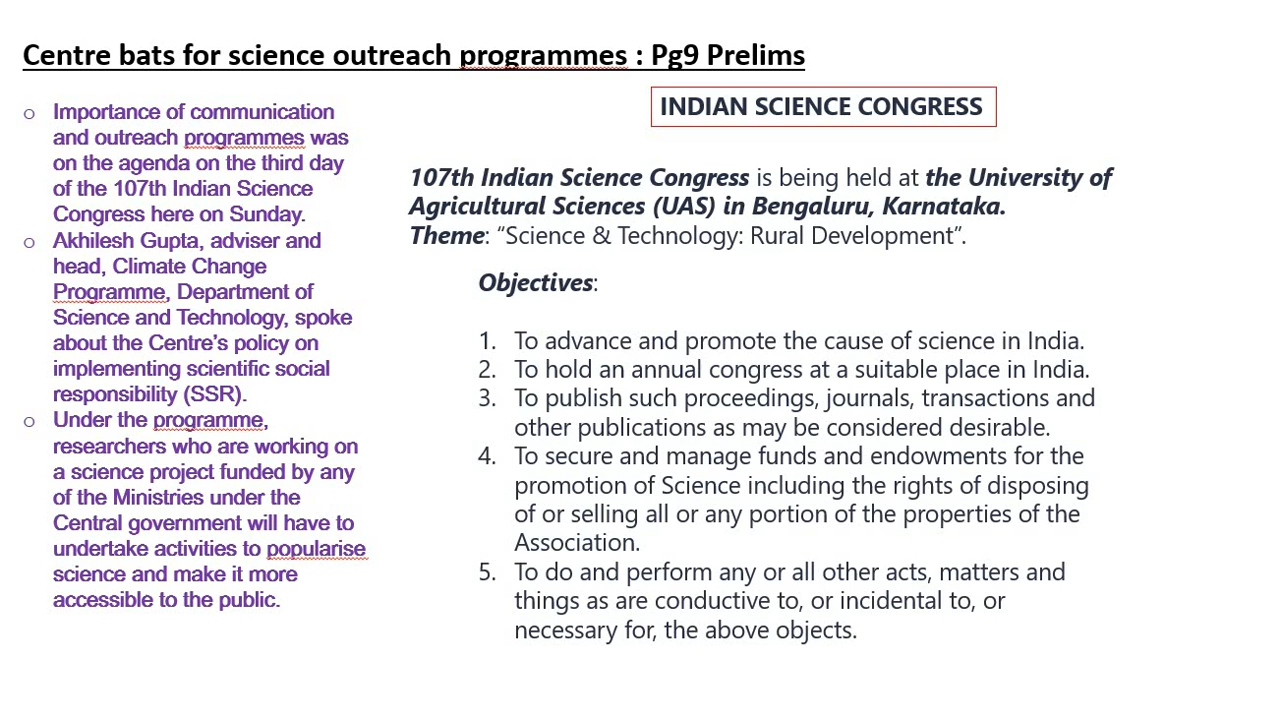 Centre bats for science outreach programmes : Pg9 Prelims
○ Importance of communication
and outreach programmes was
on the agenda on the third day
of the 107th Indian Science
Congress here on Sunday.
○ Akhilesh Gupta, adviser and
head, Climate Change
Programme, Department of
Science and Technology, spoke
about the Centre's policy on
implementing scientific social
responsibility (SSR).
○ Under the programme,
researchers who are working on
a science project funded by any
of the Ministries under the
Central government will have to
undertake activities to popularise
science and make it more
accessible to the public.
INDIAN SCIENCE CONGRESS
107th Indian Science Congress is being held at the University of
Agricultural Sciences (UAS) in Bengaluru, Karnataka.
Theme: “Science & Technology: Rural Development”.
Objectives:
1. To advance and promote the cause of science in India.
2. To hold an annual congress at a suitable place in India.
3. To publish such proceedings, journals, transactions and
other publications as may be considered desirable.
4. To secure and manage funds and endowments for the
promotion of Science including the rights of disposing
of or selling all or any portion of the properties of the
Association.
5. To do and perform any or all other acts, matters and
things as are conductive to, or incidental to, or
necessary for, the above objects.